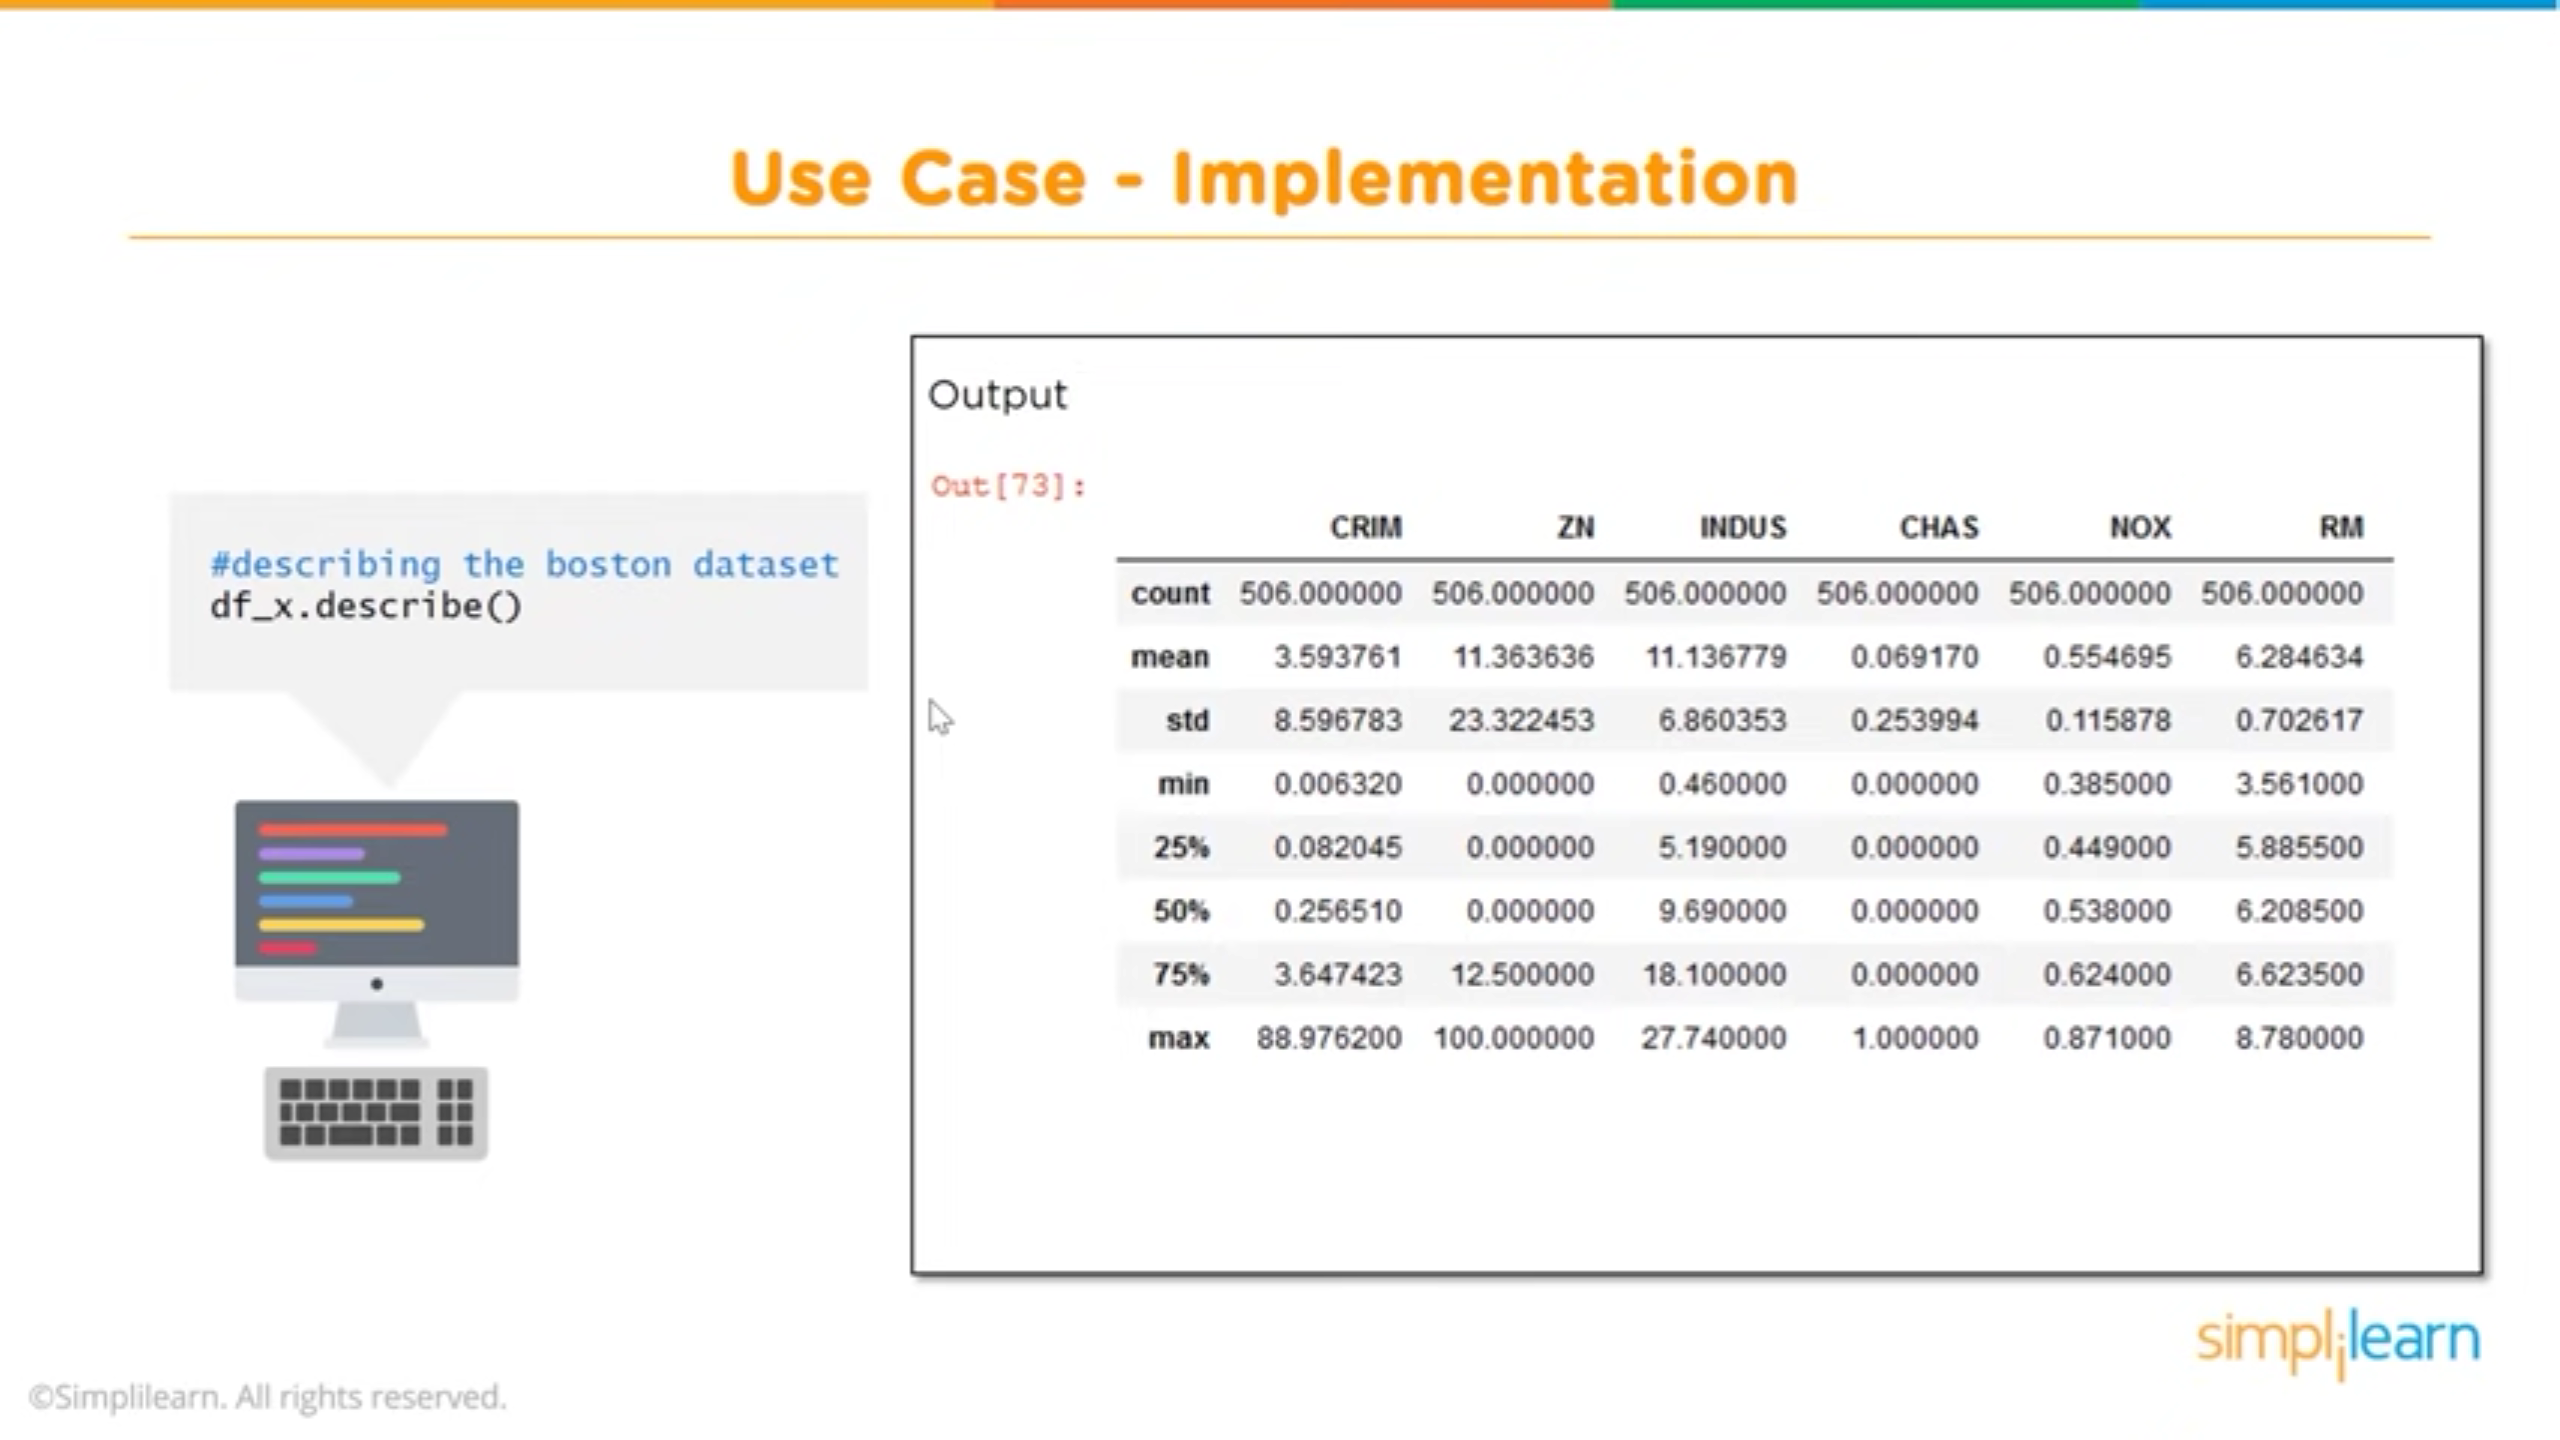 Use Case - Implementation
#describing the boston dataset
df_x.describe()
Output
Out[73]:
CRIM ZN INDUS CHAS NOX RM
count 506.000000 506.000000 506.000000 506.000000 506.000000 506.000000
mean 3.593761 11.363636 11.136779 0.069170 0.554695 6.284634
std 8.596783 23.322453 6.860353 0.253994 0.115878 0.702617
min 0.006320 0.000000 0.460000 0.000000 0.385000 3.561000
25% 0.082045 0.000000 5.190000 0.000000 0.449000 5.885500
50% 0.256510 0.000000 9.690000 0.000000 0.538000 6.208500
75% 3.647423 12.500000 18.100000 0.000000 0.624000 6.623500
max 88.976200 100.000000 27.740000 1.000000 0.871000 8.780000
simplilearn
©Simplilearn. All rights reserved.